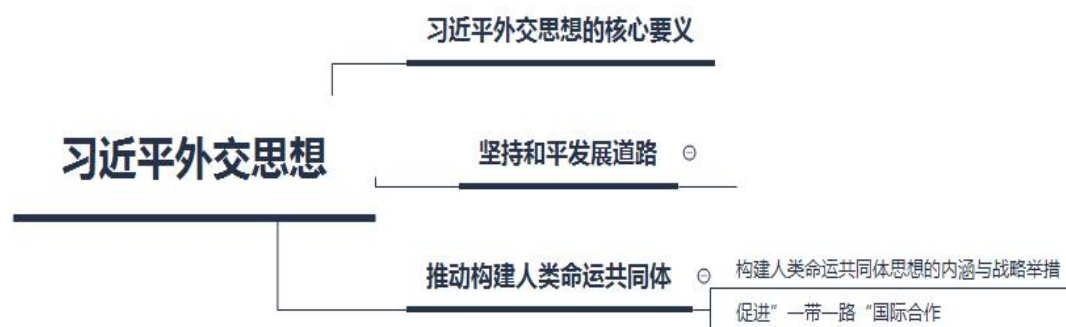 习近平外交思想的核心要义
习近平外交思想
坚持和平发展道路
推动构建人类命运共同体
构建人类命运共同体思想的内涵与战略举措
促进”一带一路“国际合作